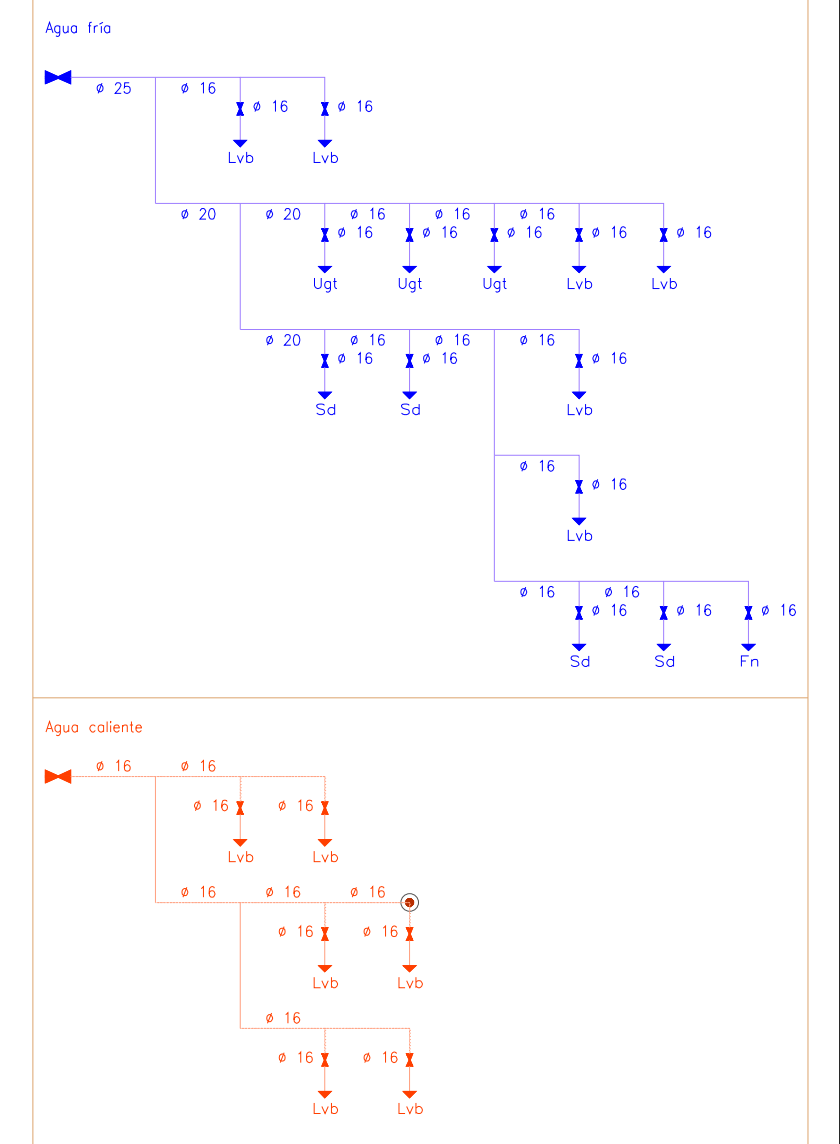 Agua fría
ø 25 ø 16
ø 16 ø 16
Lvb Lvb
ø 20 ø 20 ø 16 ø 16 ø 16
ø 16 ø 16 ø 16 ø 16 ø 16
Ugt Ugt Ugt Lvb Lvb
ø 20 ø 16 ø 16 ø 16
ø 16 ø 16 ø 16
Sd Sd Lvb
ø 16
ø 16
Lvb
ø 16 ø 16
ø 16 ø 16 ø 16
Sd Sd Fn
Agua caliente
ø 16 ø 16
ø 16 ø 16
Lvb Lvb
ø 16 ø 16 ø 16
ø 16 ø 16
Lvb Lvb
ø 16
ø 16 ø 16
Lvb Lvb